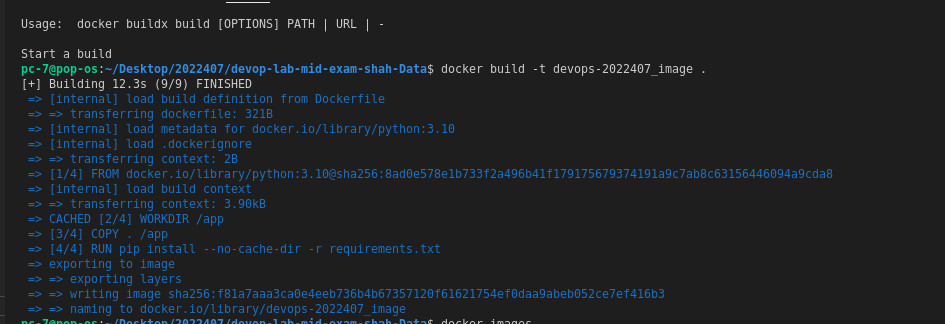 Usage:  docker buildx build [OPTIONS] PATH | URL | -
Start a build
pc-7@pop-os:~/Desktop/2022407/devop-lab-mid-exam-shah-Data$ docker build -t devops-2022407_image .
[+] Building 12.3s (9/9) FINISHED
=> [internal] load build definition from Dockerfile
=> => transferring dockerfile: 321B
=> [internal] load metadata for docker.io/library/python:3.10
=> [internal] load .dockerignore
=> => transferring context: 2B
=> [1/4] FROM docker.io/library/python:3.10@sha256:8ad0e578e1b733f2a496b41f179175679374191a9c7ab8c63156446094a9cda8
=> [internal] load build context
=> => transferring context: 3.90kB
=> CACHED [2/4] WORKDIR /app
=> [3/4] COPY . /app
=> [4/4] RUN pip install --no-cache-dir -r requirements.txt
=> exporting to image
=> => exporting layers
=> => writing image sha256:f81a7aaa3ca0e4eeb736b4b67357120f61621754ef0daa9abeb052ce7ef416b3
=> => naming to docker.io/library/devops-2022407_image
pc-7@pop-os:~/Desktop/2022407/devop-lab-mid-exam-shah-Data$ docker images